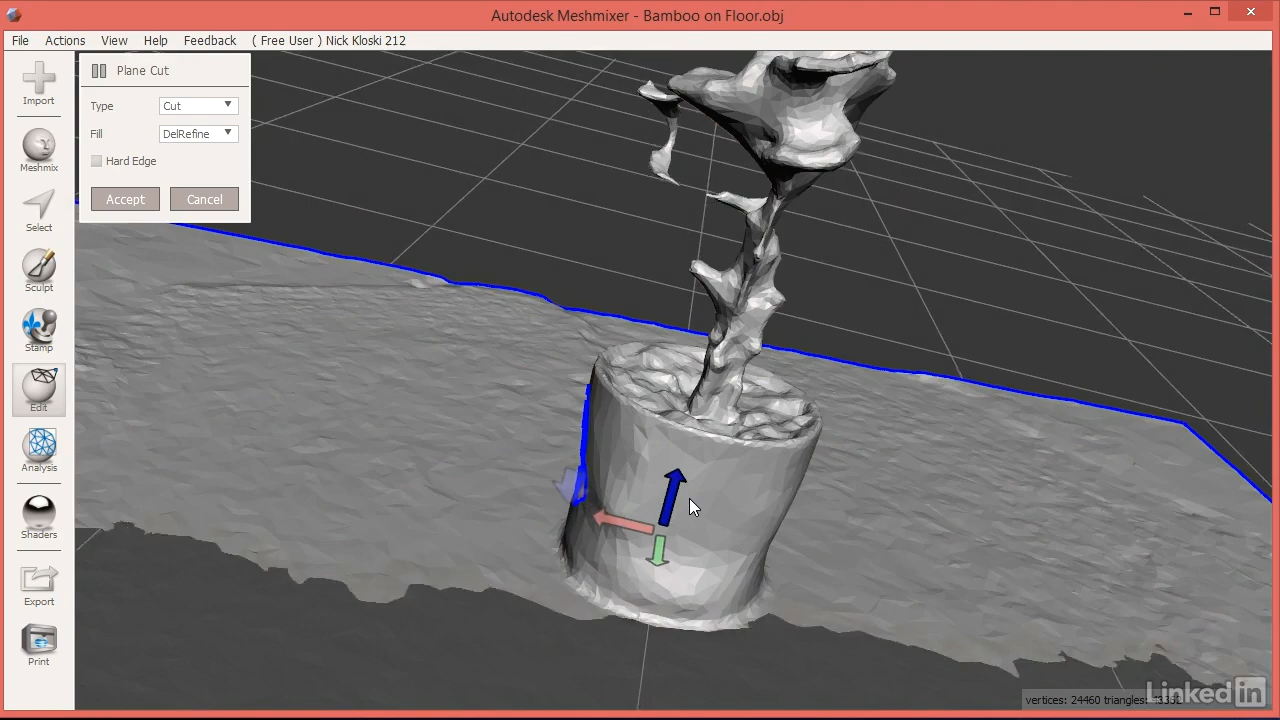 Autodesk Meshmixer - Bamboo on Floor.obj
File Actions View Help Feedback ( Free User ) Nick Kloski 212
Plane Cut
Type Cut
Fill DelRefine
Hard Edge
Accept Cancel
Import
Meshmix
Select
Sculpt
Stamp
Edit
Analysis
Shaders
Export
Print
vertices: 24460 triangles:
Linked in